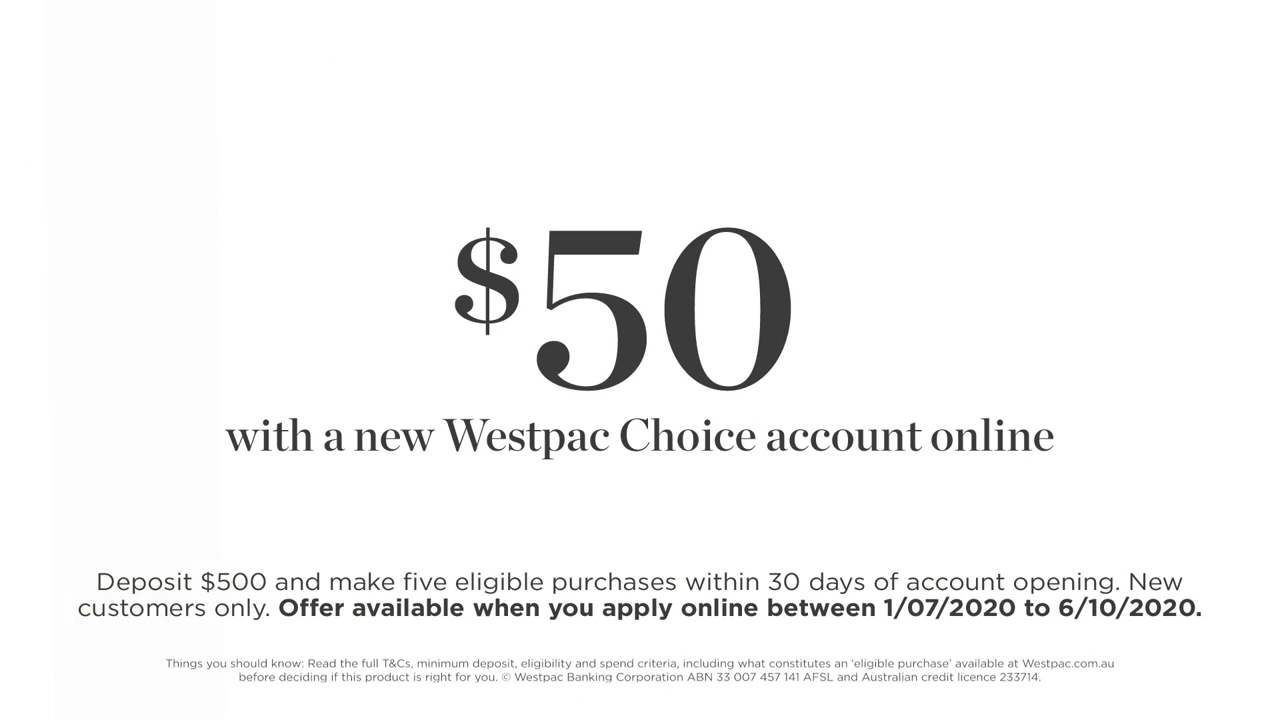 $50
with a new Westpac Choice account online
Deposit $500 and make five eligible purchases within 30 days of account opening. New
customers only. Offer available when you apply online between 1/07/2020 to 6/10/2020.
Things you should know: Read the full T&Cs, minimum deposit, eligibility and spend criteria, including what constitutes an ‘eligible purchase’ available at Westpac.com.au
before deciding if this product is right for you. © Westpac Banking Corporation ABN 33 007 457 141 AFSL and Australian credit licence 233714.